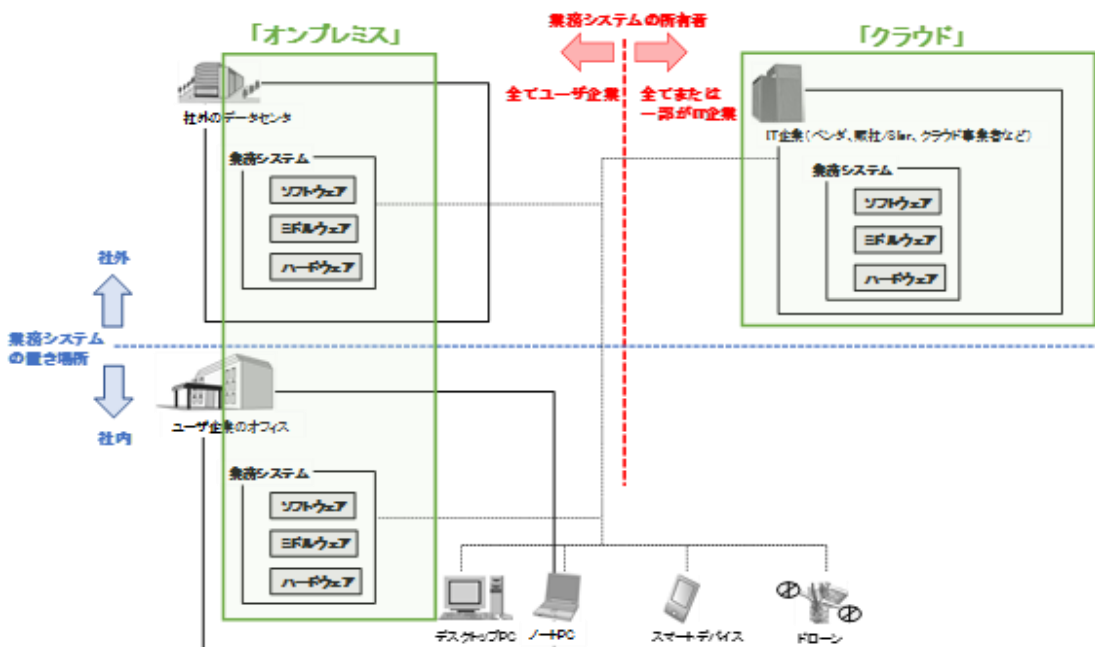 業務システムの所有者
「オンプレミス」
「クラウド」
全てユーザ企業
全てまたは
一部がIT企業
社外のデータセンタ
IT企業(ベンダ、販社/SIer、クラウド事業者など)
業務システム
ソフトウェア
ミドルウェア
ハードウェア
業務システム
ソフトウェア
ミドルウェア
ハードウェア
社外
業務システム
の置き場所
社内
ユーザ企業のオフィス
業務システム
ソフトウェア
ミドルウェア
ハードウェア
デスクトップPC
ノートPC
スマートデバイス
ドローン